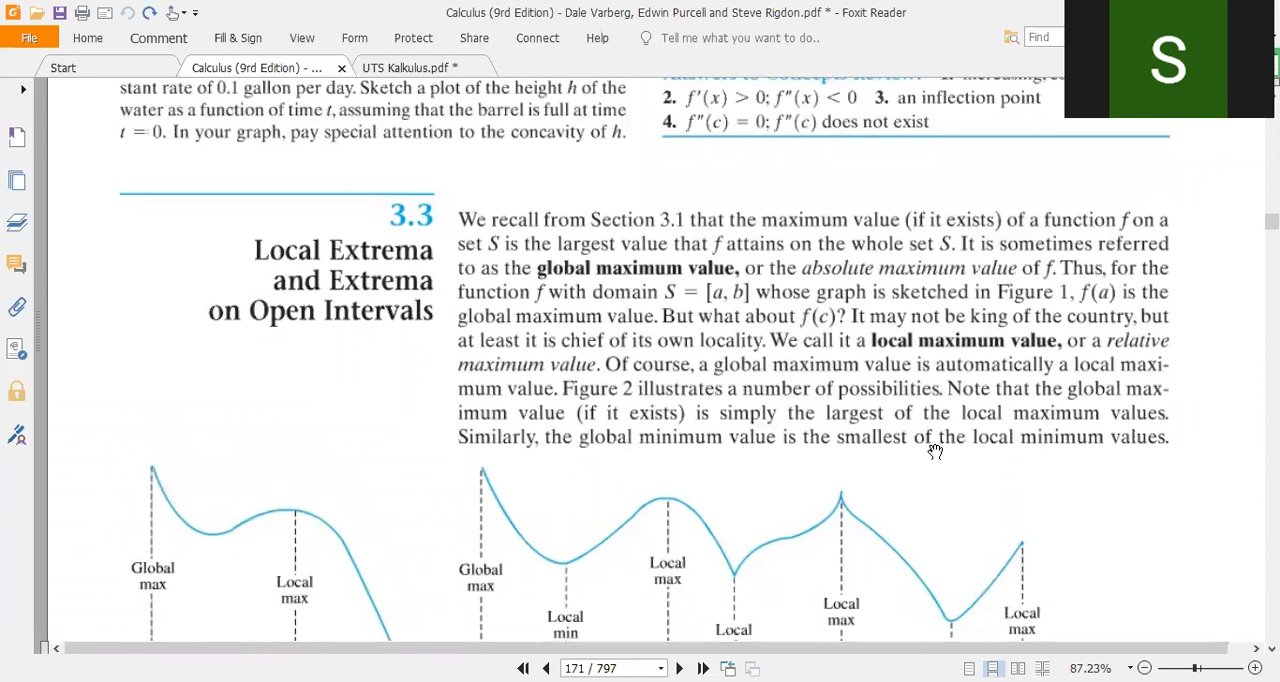 Calculus (9rd Edition) - Dale Varberg, Edwin Purcell and Steve Rigdon.pdf * - Foxit Reader
File Home Comment Fill & Sign View Form Protect Share Connect Help Tell me what you want to do.. Find
S
Start Calculus (9rd Edition) - ... UTS Kalkulus.pdf *
stant rate of 0.1 gallon per day. Sketch a plot of the height h of the
water as a function of time t, assuming that the barrel is full at time
t = 0. In your graph, pay special attention to the concavity of h.
2. f'(x) > 0; f''(x) < 0 3. an inflection point
4. f''(c) = 0; f''(c) does not exist
3.3
Local Extrema
and Extrema
on Open Intervals
We recall from Section 3.1 that the maximum value (if it exists) of a function f on a
set S is the largest value that f attains on the whole set S. It is sometimes referred
to as the global maximum value, or the absolute maximum value of f. Thus, for the
function f with domain S = [a, b] whose graph is sketched in Figure 1, f(a) is the
global maximum value. But what about f(c)? It may not be king of the country, but
at least it is chief of its own locality. We call it a local maximum value, or a relative
maximum value. Of course, a global maximum value is automatically a local maxi-
mum value. Figure 2 illustrates a number of possibilities. Note that the global max-
imum value (if it exists) is simply the largest of the local maximum values.
Similarly, the global minimum value is the smallest of the local minimum values.
Global
max
Local
max
Global
max
Local
min
Local
max
Local
Local
max
Local
max
171 / 797
87.23%